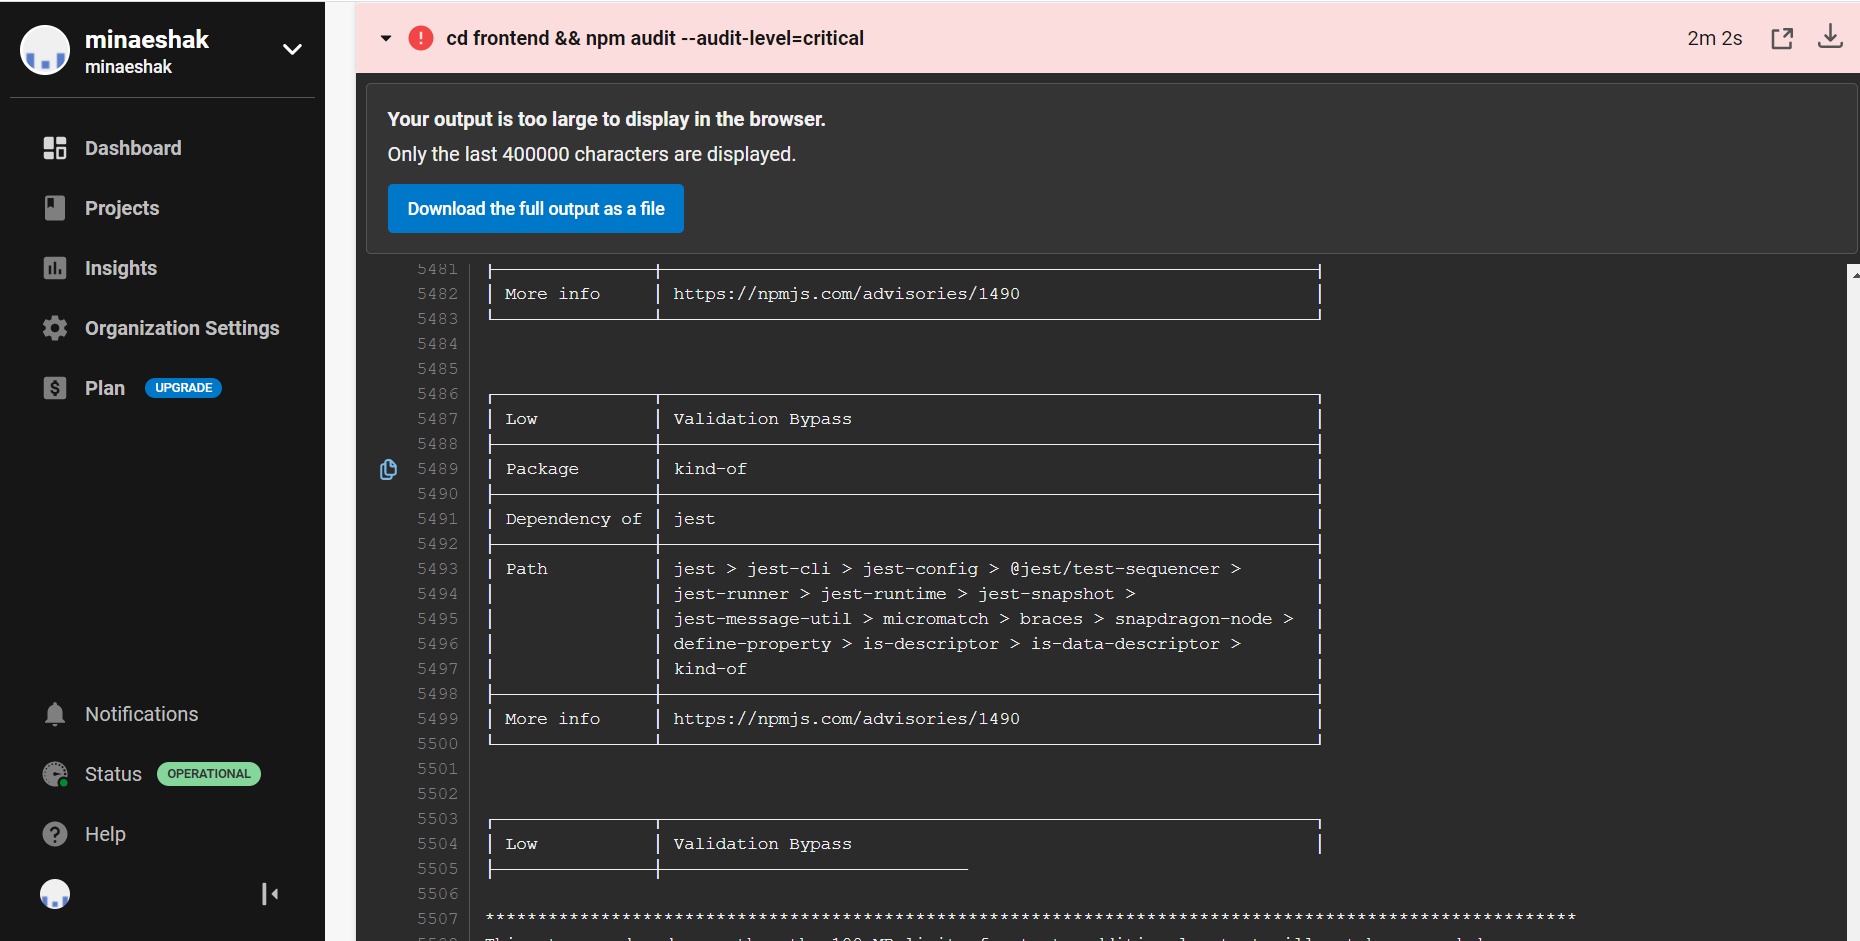 minaeshak
minaeshak
Dashboard
Projects
Insights
Organization Settings
Plan UPGRADE
Notifications
Status OPERATIONAL
Help
cd frontend && npm audit --audit-level=critical 2m 2s
Your output is too large to display in the browser.
Only the last 400000 characters are displayed.
Download the full output as a file
5481
5482 More info https://npmjs.com/advisories/1490
5483
5484
5485
5486
5487 Low Validation Bypass
5488
5489 Package kind-of
5490
5491 Dependency of jest
5492
5493 Path jest > jest-cli > jest-config > @jest/test-sequencer >
5494 jest-runner > jest-runtime > jest-snapshot >
5495 jest-message-util > micromatch > braces > snapdragon-node >
5496 define-property > is-descriptor > is-data-descriptor >
5497 kind-of
5498
5499 More info https://npmjs.com/advisories/1490
5500
5501
5502
5503
5504 Low Validation Bypass
5505
5506
5507 ********************************************************************************************************